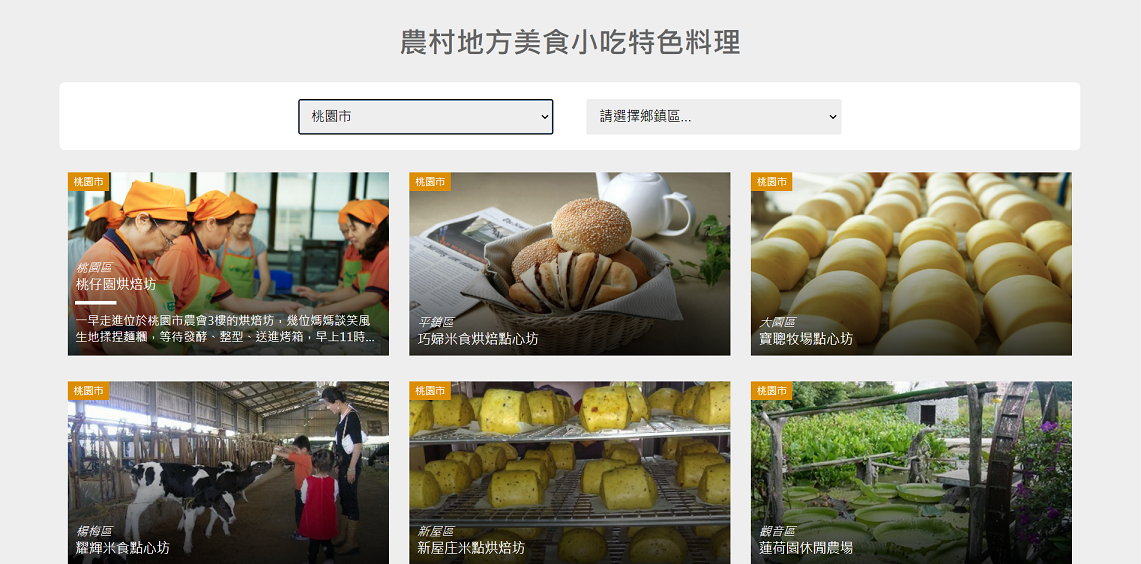 農村地方美食小吃特色料理
桃園市
請選擇鄉鎮區...
桃園市
桃園區
桃仔園烘焙坊
一早走進位於桃園市農會3樓的烘焙坊，幾位媽媽談笑風
生地揉捏麵糰，等待發酵、整型、送進烤箱，早上11時...
桃園市
平鎮區
巧婦米食烘焙點心坊
桃園市
大園區
寶聰牧場點心坊
桃園市
楊梅區
耀輝米食點心坊
桃園市
新屋區
新屋庄米點烘焙坊
桃園市
觀音區
蓮荷園休閒農場